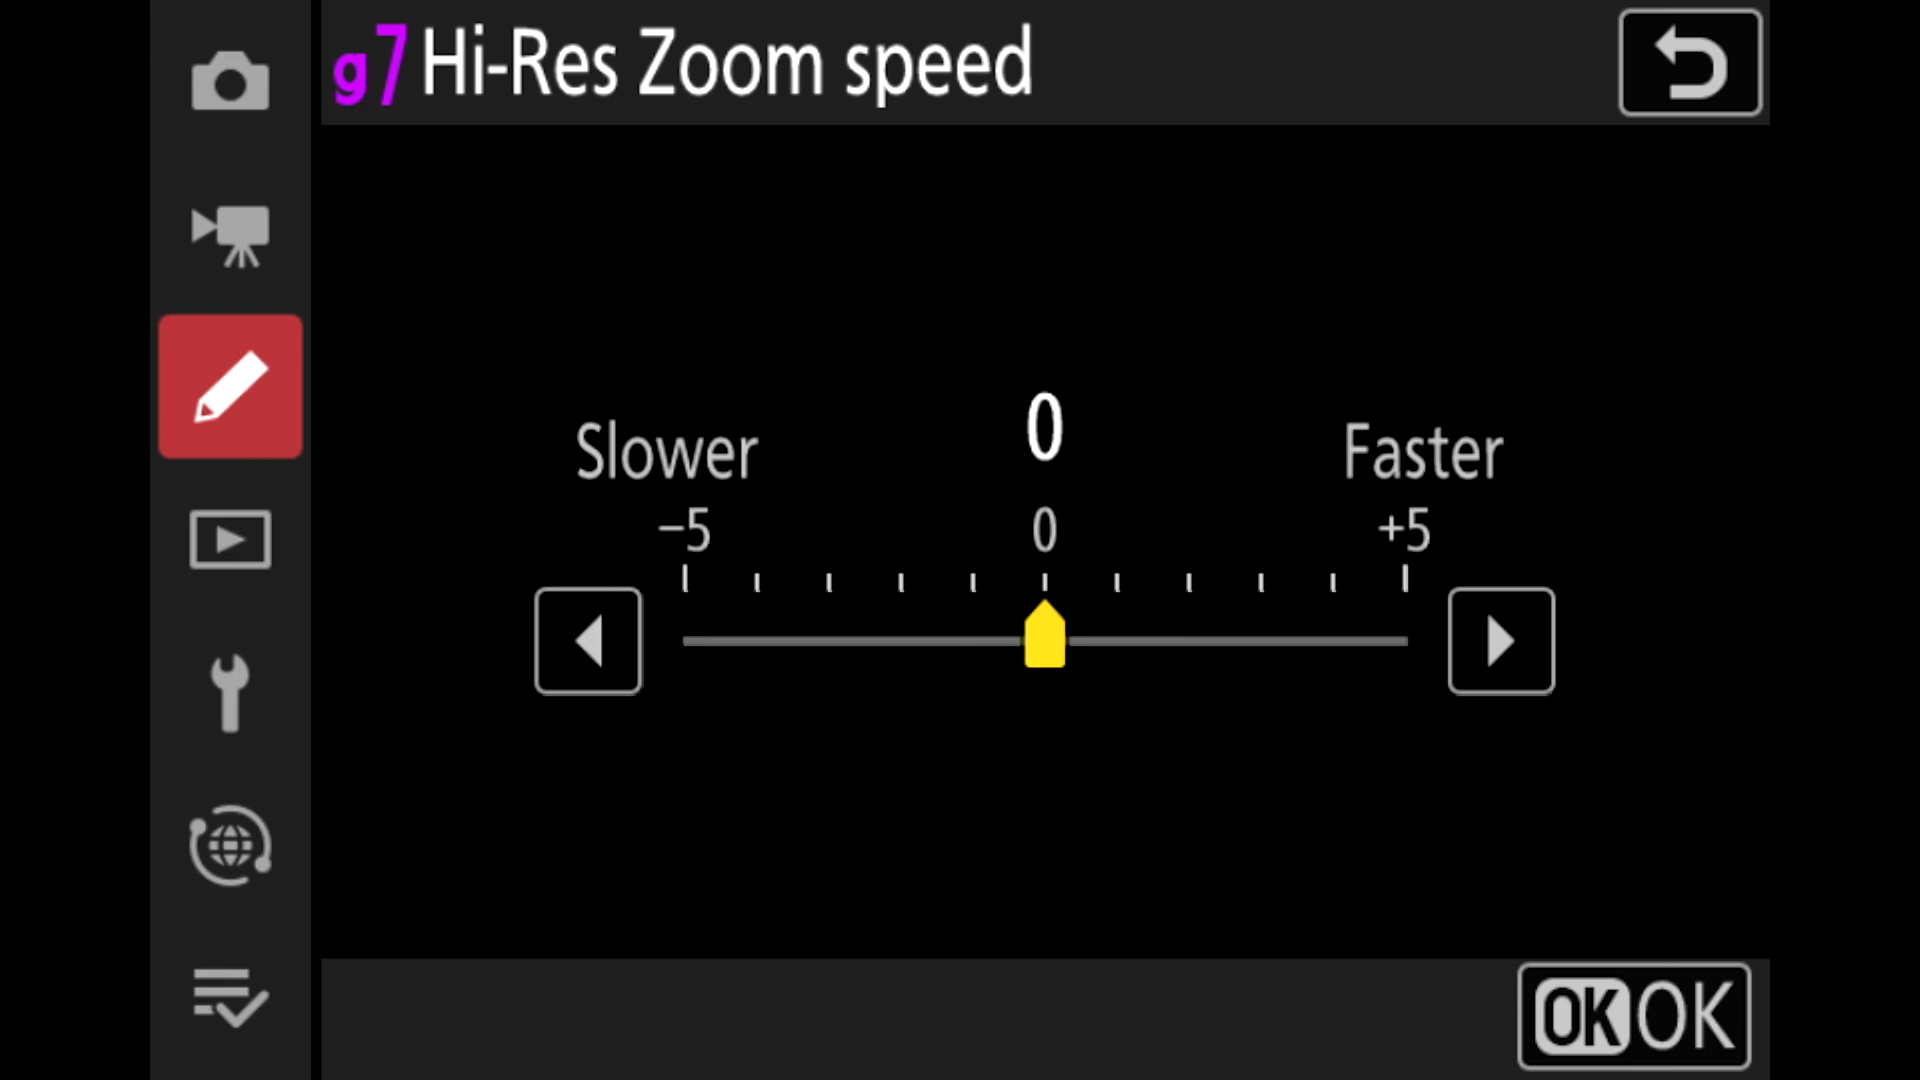 g7 Hi-Res Zoom speed
0
Slower Faster
−5 0 +5
OK OK